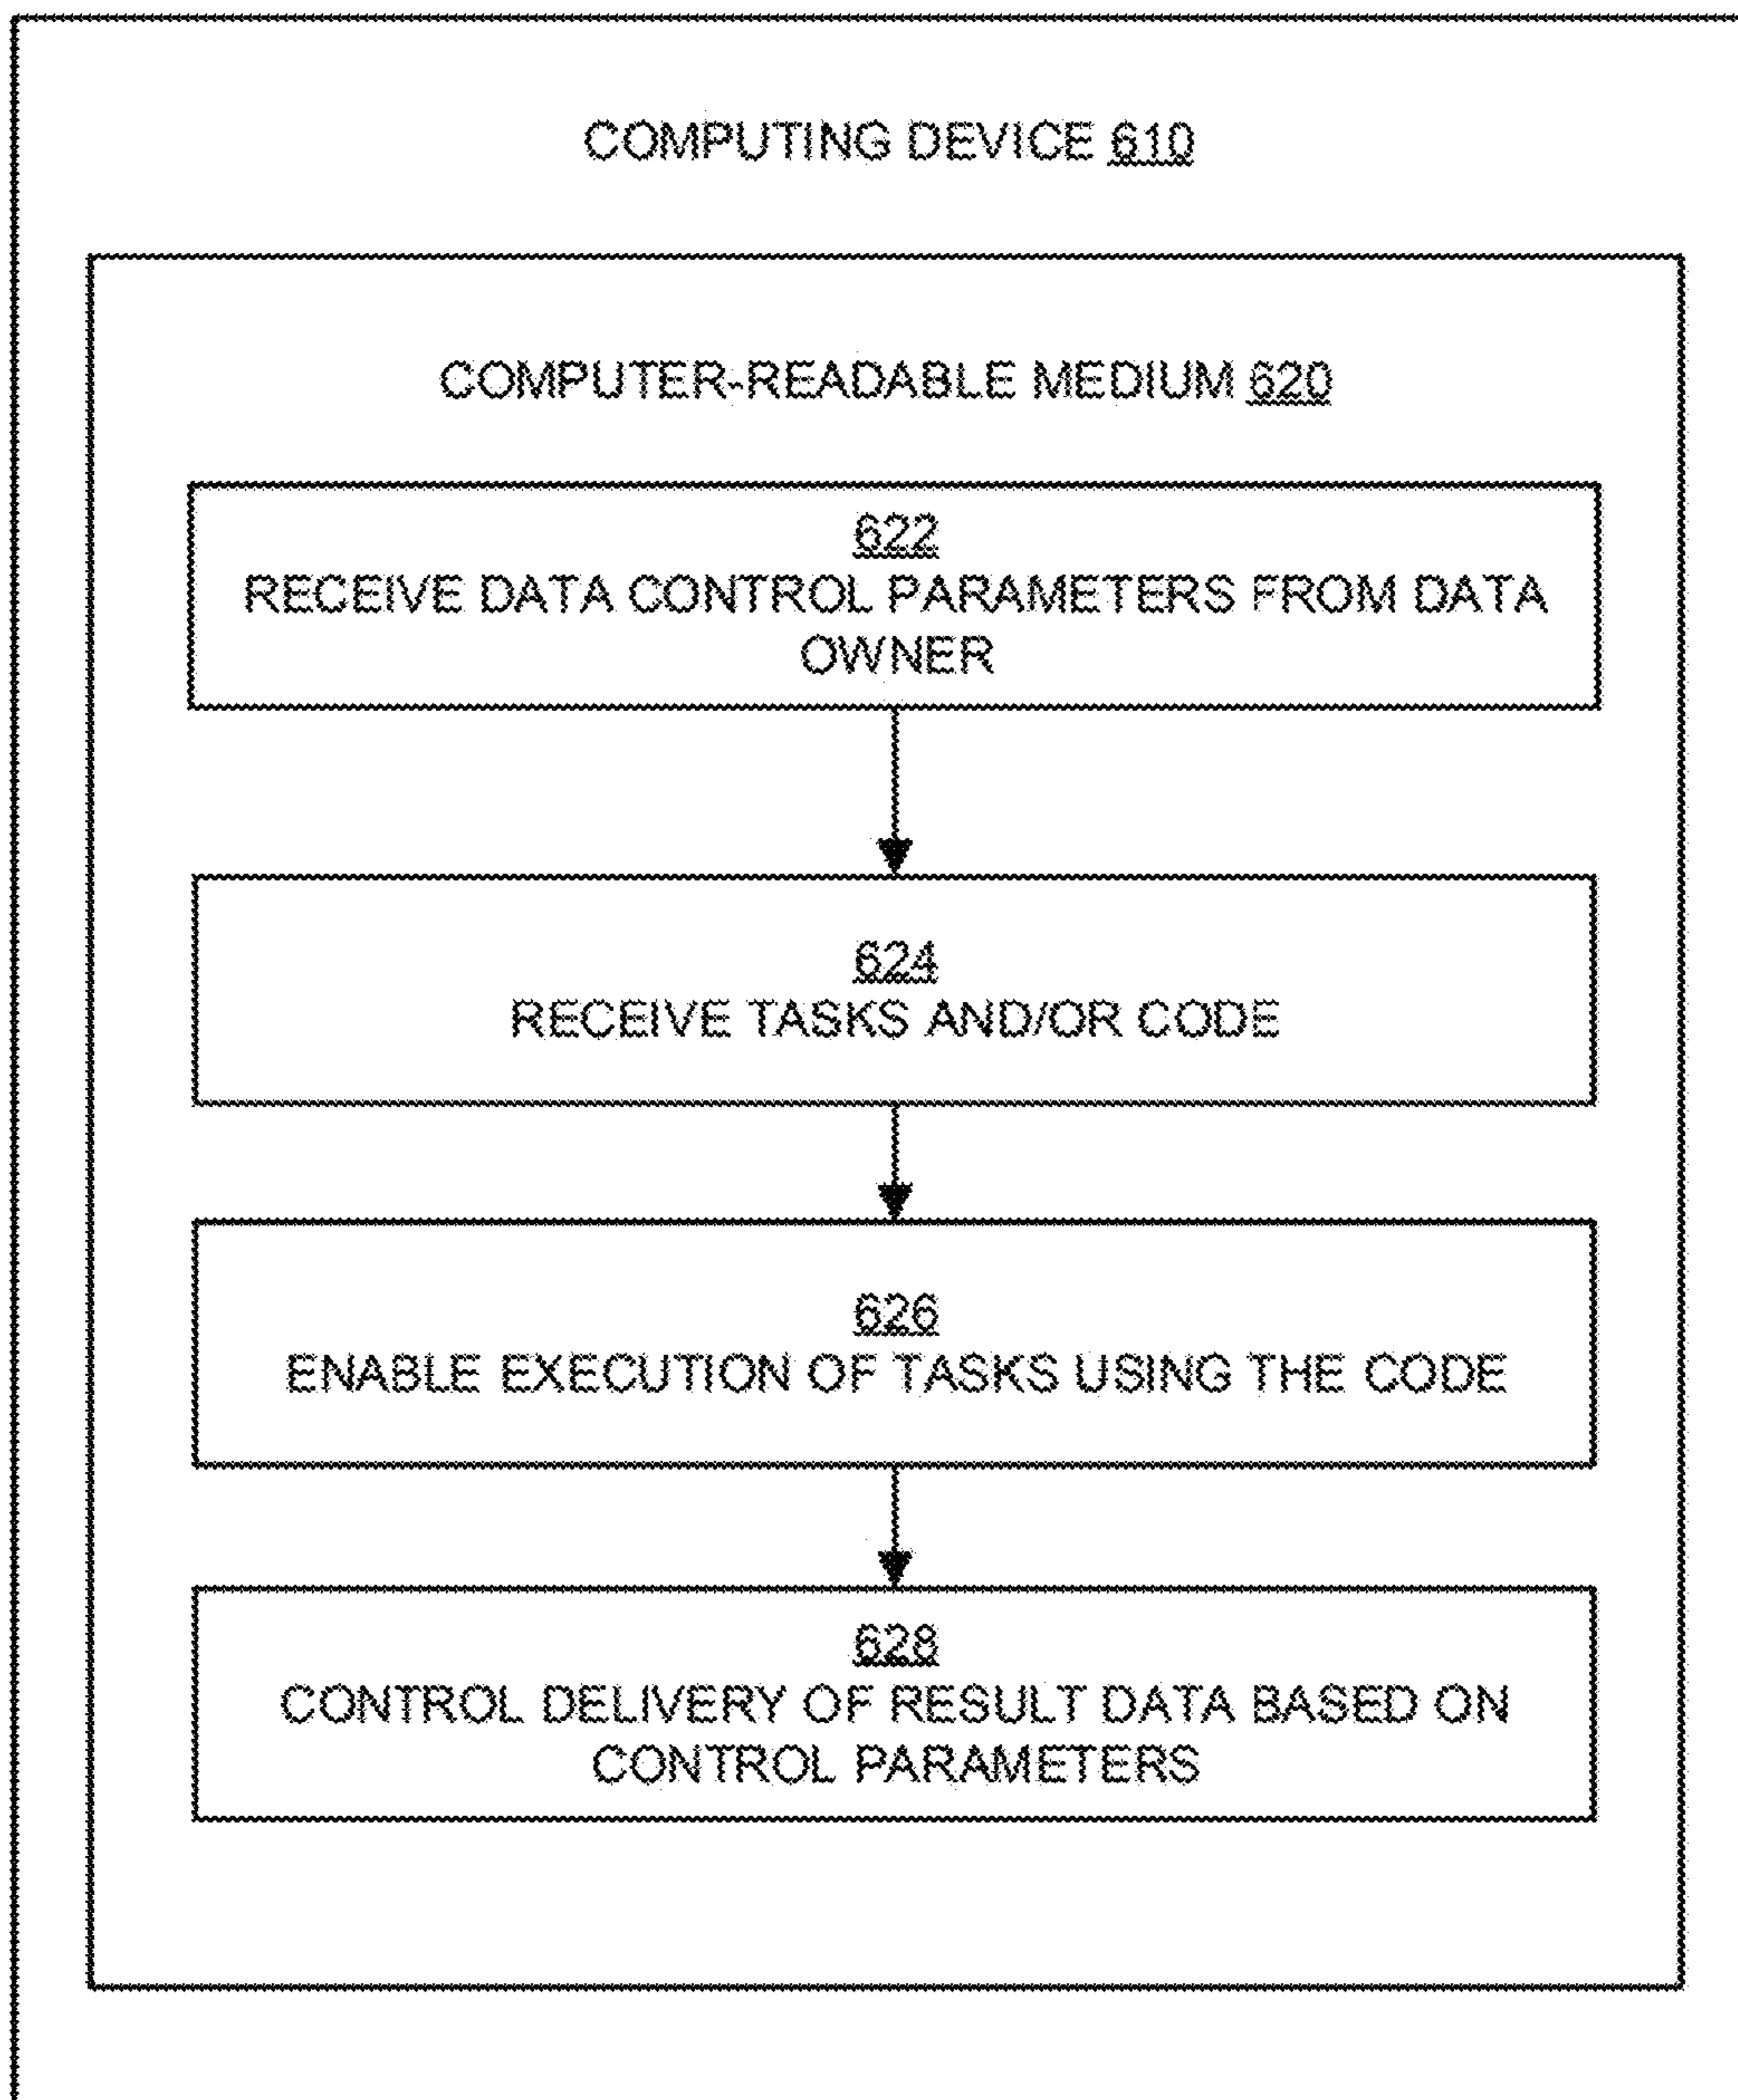 COMPUTING DEVICE 610
COMPUTER-READABLE MEDIUM 620
622
RECEIVE DATA CONTROL PARAMETERS FROM DATA
OWNER
624
RECEIVE TASKS AND/OR CODE
626
ENABLE EXECUTION OF TASKS USING THE CODE
628
CONTROL DELIVERY OF RESULT DATA BASED ON
CONTROL PARAMETERS